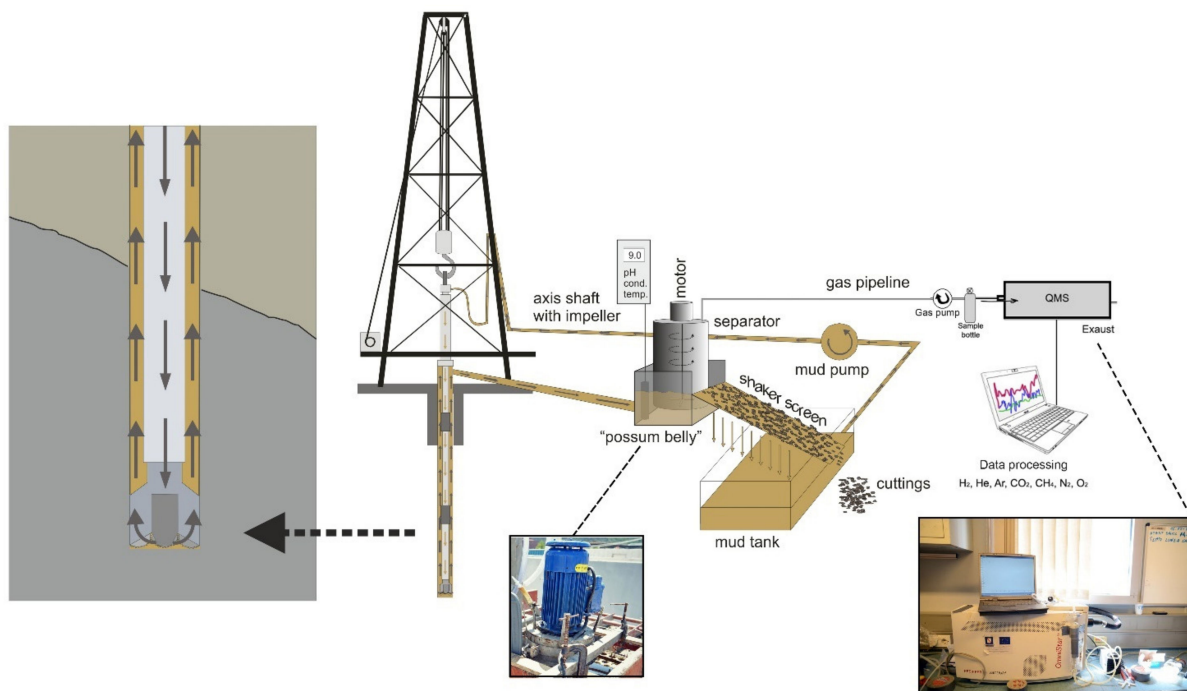 9.0
pH
cond.
temp.
motor
axis shaft
with impeller
separator
gas pipeline
Gas pump
Sample
bottle
QMS
Exaust
mud pump
shaker screen
"possum belly"
cuttings
mud tank
Data processing
H₂, He, Ar, CO₂, CH₄, N₂, O₂
OmniStar